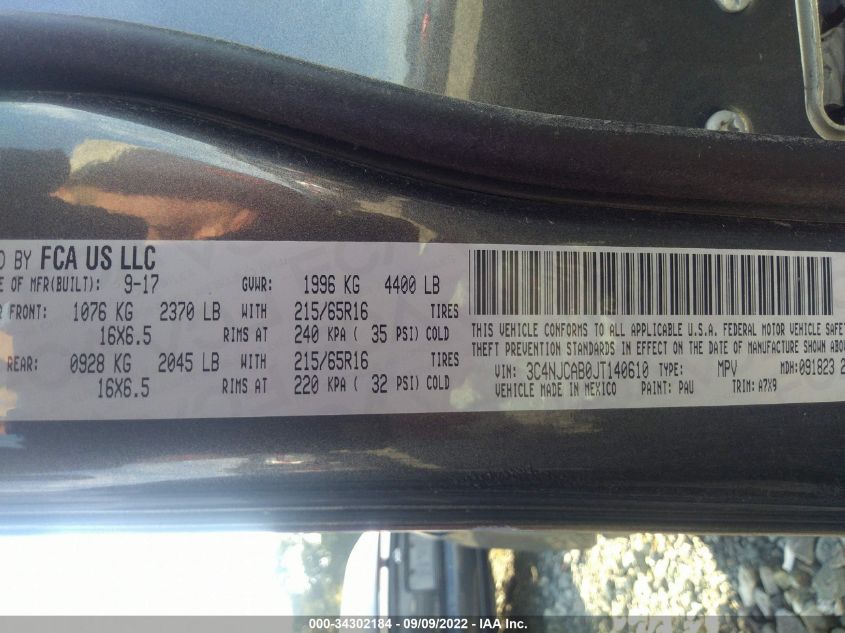 D BY FCA US LLC
E OF MFR(BUILT): 9-17 GVWR: 1996 KG 4400 LB
FRONT: 1076 KG 2370 LB WITH 215/65R16 TIRES
16X6.5 RIMS AT 240 KPA ( 35 PSI) COLD
REAR: 0928 KG 2045 LB WITH 215/65R16 TIRES
16X6.5 RIMS AT 220 KPA ( 32 PSI) COLD
THIS VEHICLE CONFORMS TO ALL APPLICABLE U.S.A. FEDERAL MOTOR VEHICLE SAFE
THEFT PREVENTION STANDARDS IN EFFECT ON THE DATE OF MANUFACTURE SHOWN ABOV
VIN: 3C4NJCAB0JT140610 TYPE: MPV MDH: 091823 2
VEHICLE MADE IN MEXICO PAINT: PAU TRIM: A7X9
000-34302184 - 09/09/2022 - IAA Inc.